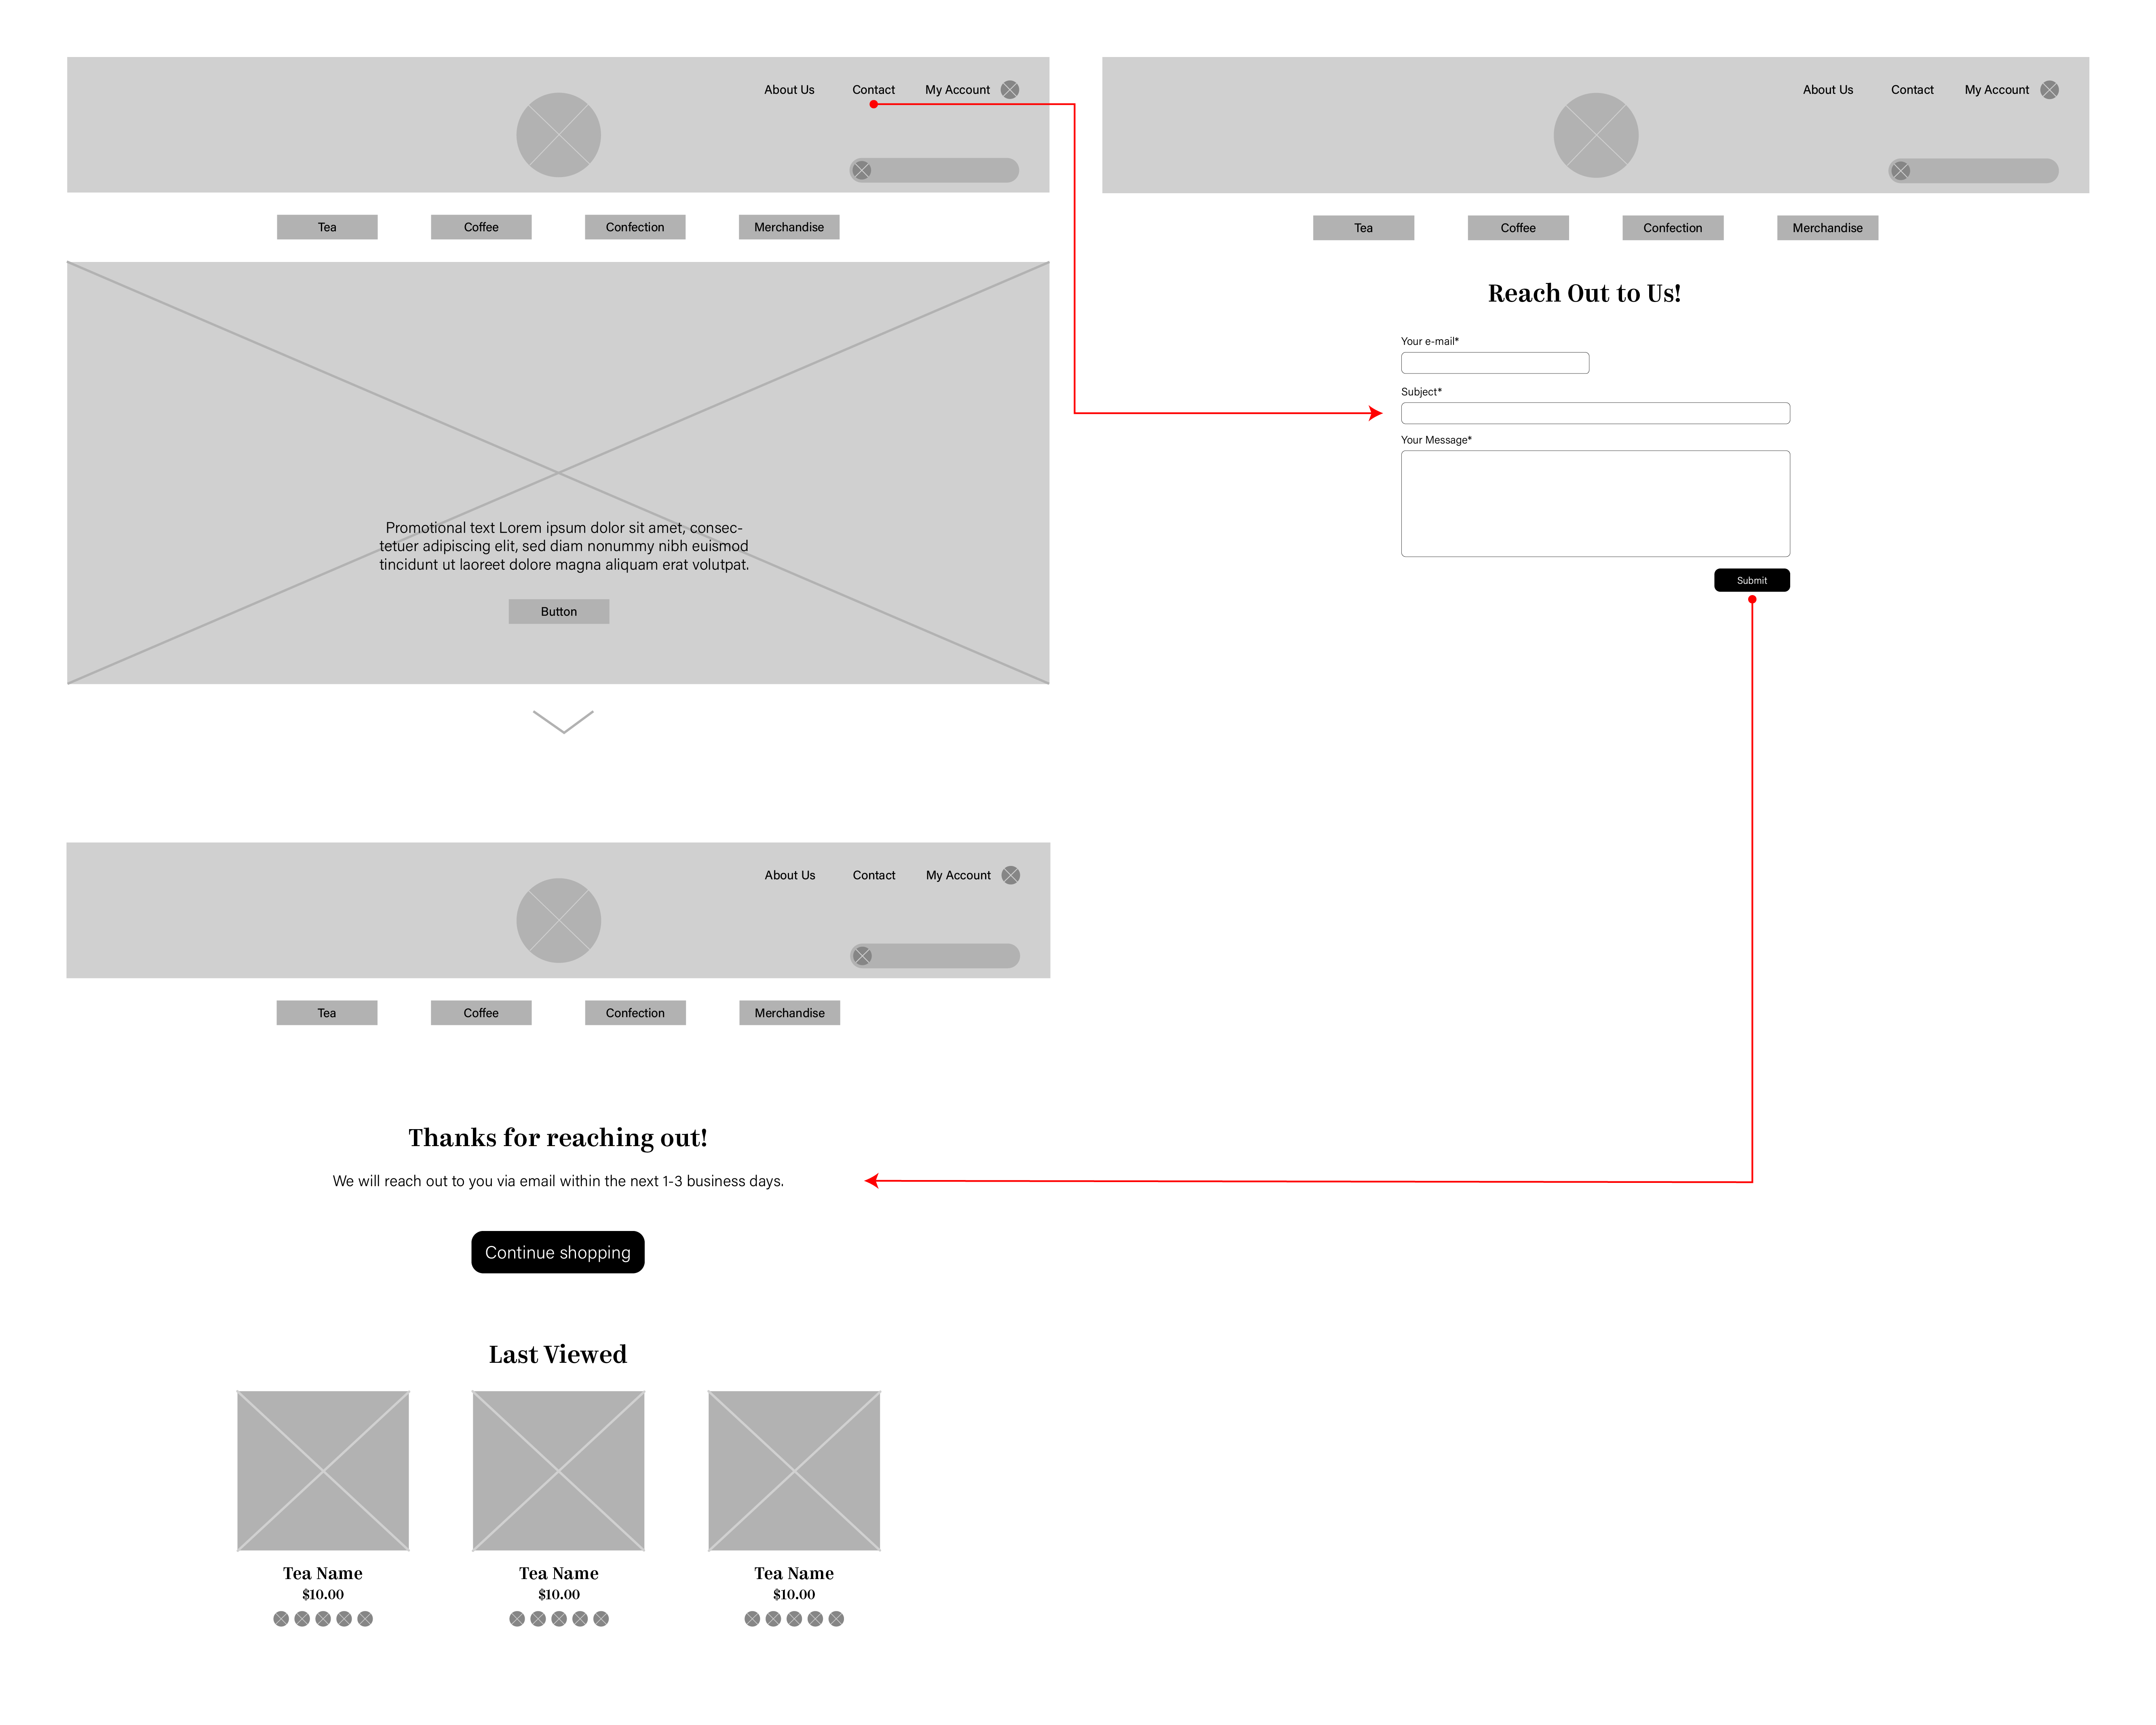 About Us
Contact
My Account
Tea
Coffee
Confection
Merchandise
Promotional text Lorem ipsum dolor sit amet, consec-
tetuer adipiscing elit, sed diam nonummy nibh euismod
tincidunt ut laoreet dolore magna aliquam erat volutpat.
Button
About Us
Contact
My Account
Tea
Coffee
Confection
Merchandise
Reach Out to Us!
Your e-mail*
Subject*
Your Message*
Submit
About Us
Contact
My Account
Tea
Coffee
Confection
Merchandise
Thanks for reaching out!
We will reach out to you via email within the next 1-3 business days.
Continue shopping
Last Viewed
Tea Name
$10.00
Tea Name
$10.00
Tea Name
$10.00